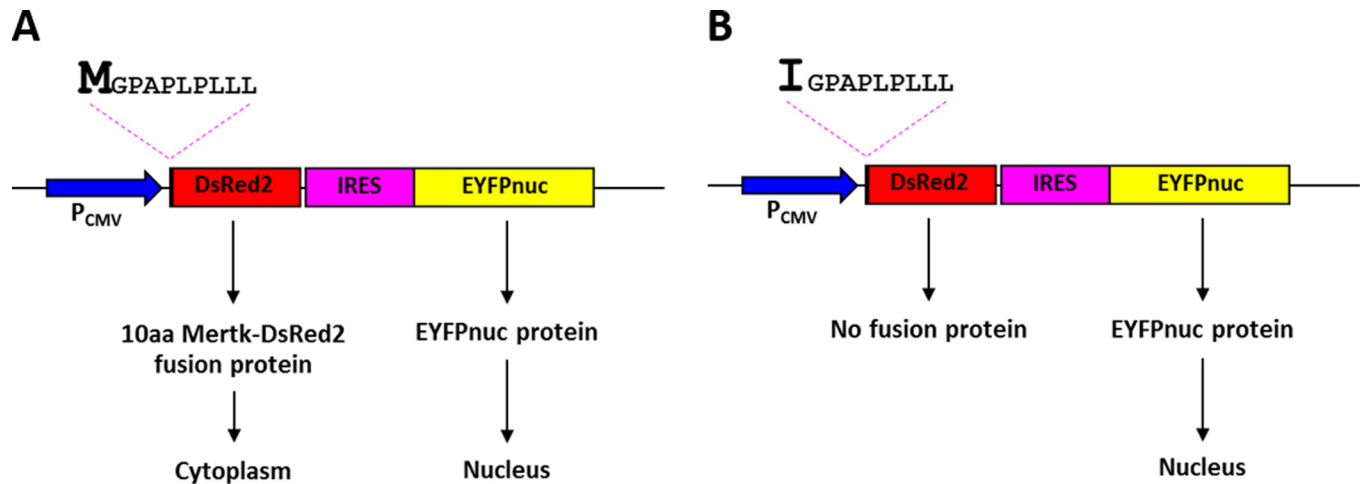 A
MGPAPLPLLL
DsRed2 IRES EYFPnuc
PCMV
10aa Mertk-DsRed2
fusion protein
EYFPnuc protein
Cytoplasm
Nucleus
B
IGPAPLPLLL
DsRed2 IRES EYFPnuc
PCMV
No fusion protein
EYFPnuc protein
Nucleus